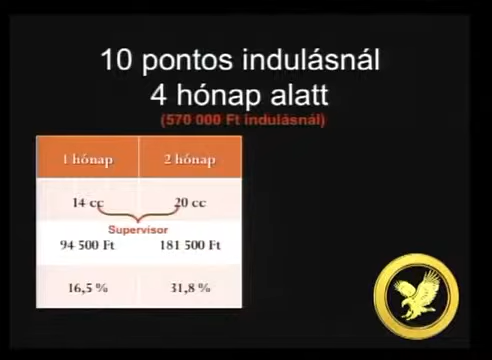 10 pontos indulásnál
4 hónap alatt
(570 000 Ft indulásnál)
1 hónap 2 hónap
14 cc 20 cc
Supervisor
94 500 Ft 181 500 Ft
16,5 % 31,8 %